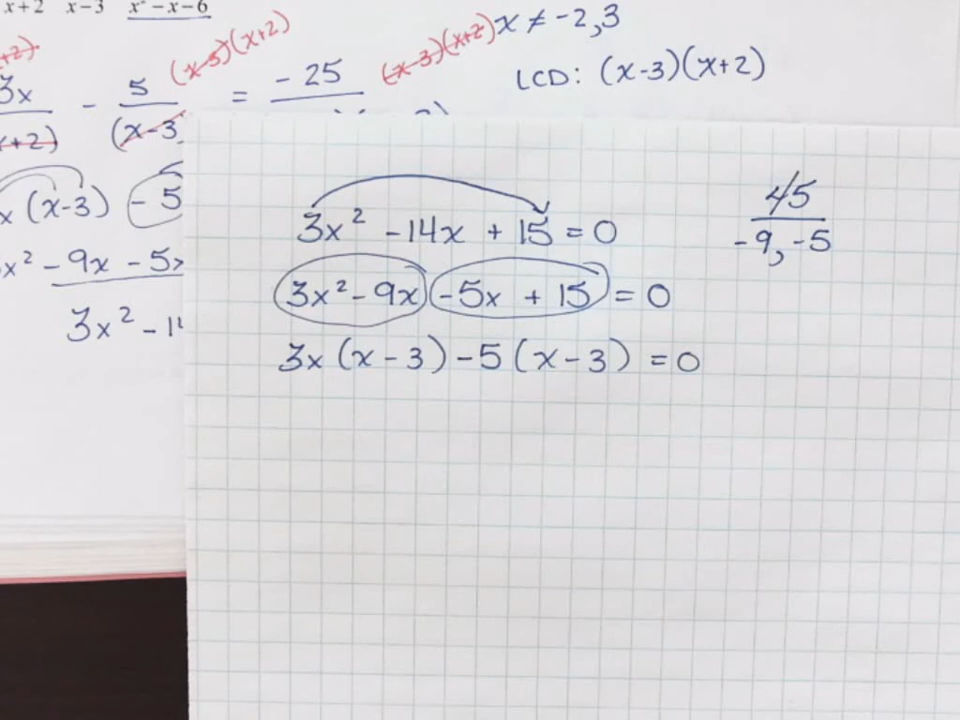 x+2 x-3 x²-x-6
+2) (x-3)(x+2) (x-3)(x+2) x ≠ -2,3
3x - 5 = -25 LCD: (x-3)(x+2)
x+2) (x-3
x (x-3) - 5
x² - 9x - 5x
3x² - 1
3x² - 14x + 15 = 0
3x² - 9x - 5x + 15 = 0
3x (x - 3) - 5 (x - 3) = 0
45
-9, -5